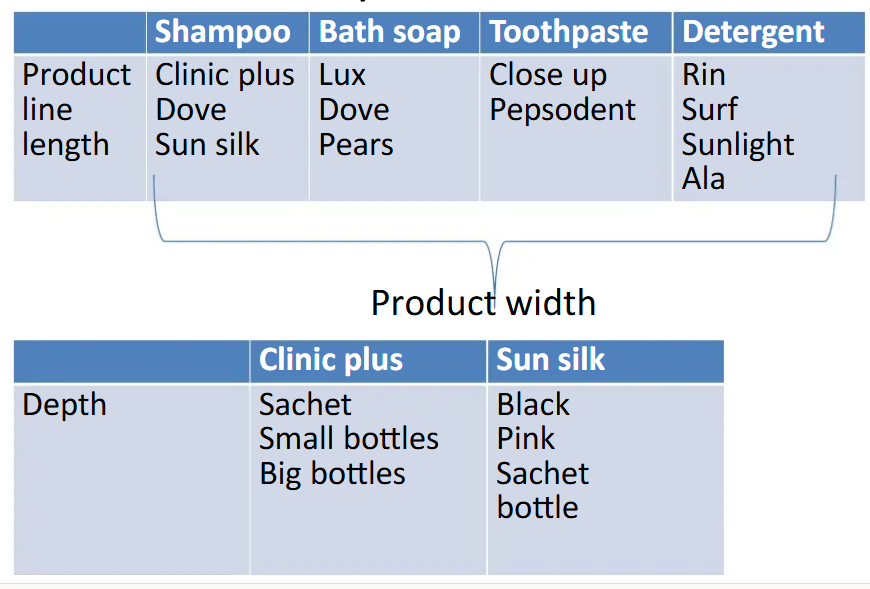 Shampoo Bath soap Toothpaste Detergent
Product line length
Clinic plus
Dove
Sun silk
Lux
Dove
Pears
Close up
Pepsodent
Rin
Surf
Sunlight
Ala
Product width
Clinic plus Sun silk
Depth
Sachet
Small bottles
Big bottles
Black
Pink
Sachet
bottle